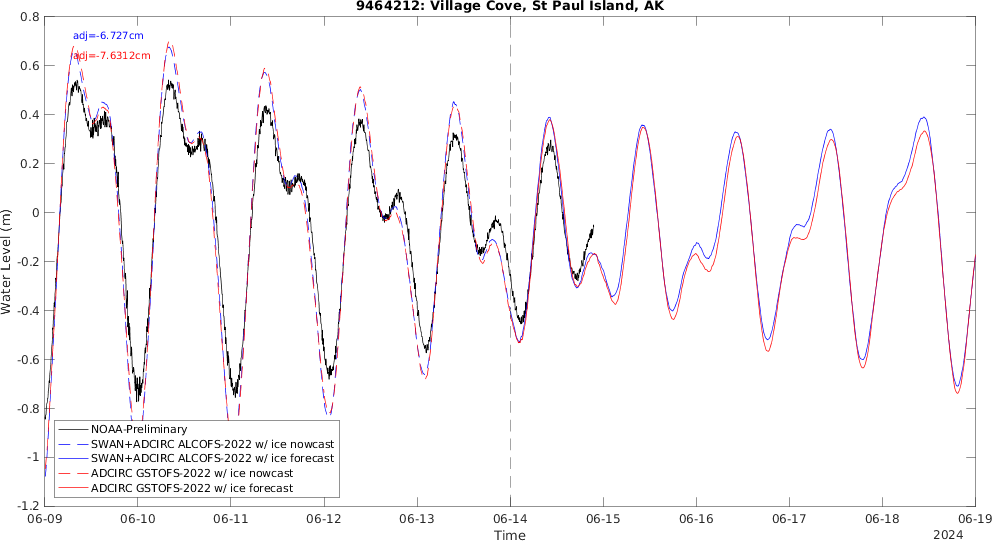 9464212: Village Cove, St Paul Island, AK
adj=-6.727cm
adj=-7.6312cm
Water Level (m)
0.8
0.6
0.4
0.2
0
-0.2
-0.4
-0.6
-0.8
-1
-1.2
NOAA-Preliminary
SWAN+ADCIRC ALCOFS-2022 w/ ice nowcast
SWAN+ADCIRC ALCOFS-2022 w/ ice forecast
ADCIRC GSTOFS-2022 w/ ice nowcast
ADCIRC GSTOFS-2022 w/ ice forecast
06-09 06-10 06-11 06-12 06-13 06-14 06-15 06-16 06-17 06-18 06-19
Time
2024